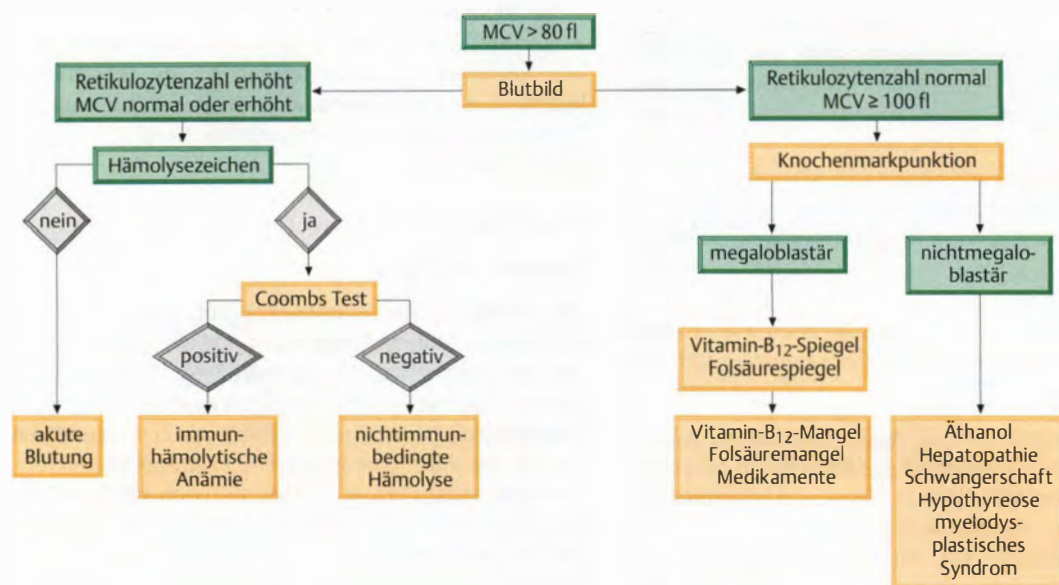 MCV > 80 fl
Blutbild
Retikulozytenzahl erhöht
MCV normal oder erhöht
Retikulozytenzahl normal
MCV ≥ 100 fl
Hämolysezeichen
Knochenmarkpunktion
nein
ja
megaloblastär
nichtmegalo-
blastär
Coombs Test
positiv
negativ
Vitamin-B₁₂-Spiegel
Folsäurespiegel
akute
Blutung
immun-
hämolytische
Anämie
nichtimmun-
bedingte
Hämolyse
Vitamin-B₁₂-Mangel
Folsäuremangel
Medikamente
Äthanol
Hepatopathie
Schwangerschaft
Hypothyreose
myelodys-
plastisches
Syndrom